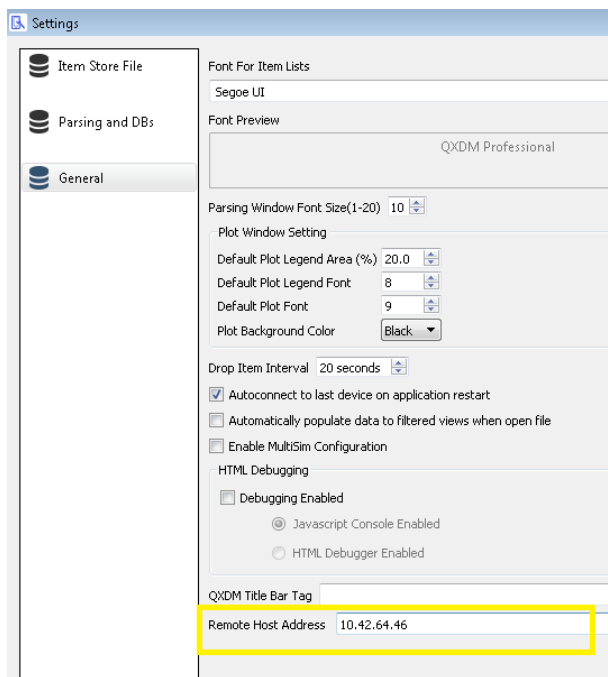 Settings
Item Store File
Parsing and DBs
General
Font For Item Lists
Segoe UI
Font Preview
QXDM Professional
Parsing Window Font Size(1-20) 10
Plot Window Setting
Default Plot Legend Area (%) 20.0
Default Plot Legend Font 8
Default Plot Font 9
Plot Background Color Black
Drop Item Interval 20 seconds
Autoconnect to last device on application restart
Automatically populate data to filtered views when open file
Enable MultiSim Configuration
HTML Debugging
Debugging Enabled
Javascript Console Enabled
HTML Debugger Enabled
QXDM Title Bar Tag
Remote Host Address 10.42.64.46